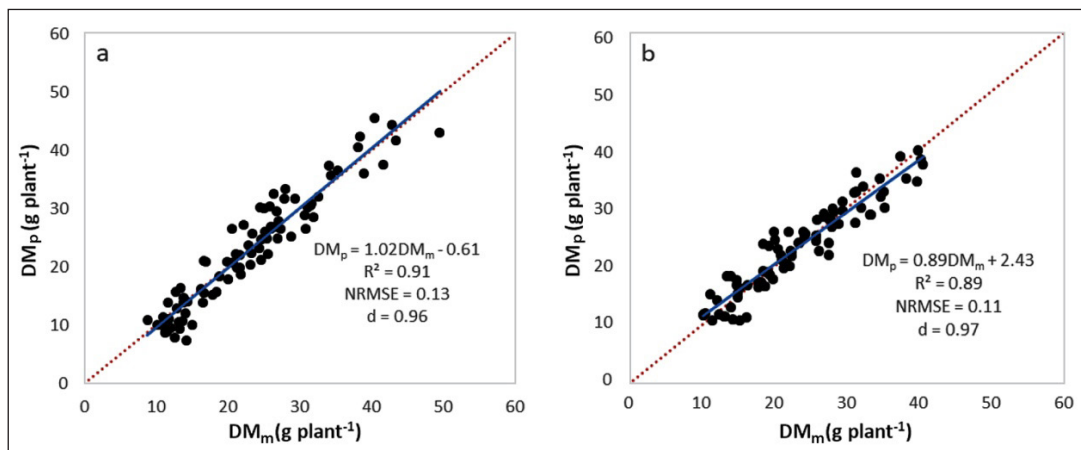 a
60
50
40
30
20
10
0
DMₚ (g plant⁻¹)
DMₚ = 1.02DMₘ - 0.61
R² = 0.91
NRMSE = 0.13
d = 0.96
0 10 20 30 40 50 60
DMₘ(g plant⁻¹)
b
60
50
40
30
20
10
0
DMₚ (g plant⁻¹)
DMₚ = 0.89DMₘ + 2.43
R² = 0.89
NRMSE = 0.11
d = 0.97
0 10 20 30 40 50 60
DMₘ(g plant⁻¹)